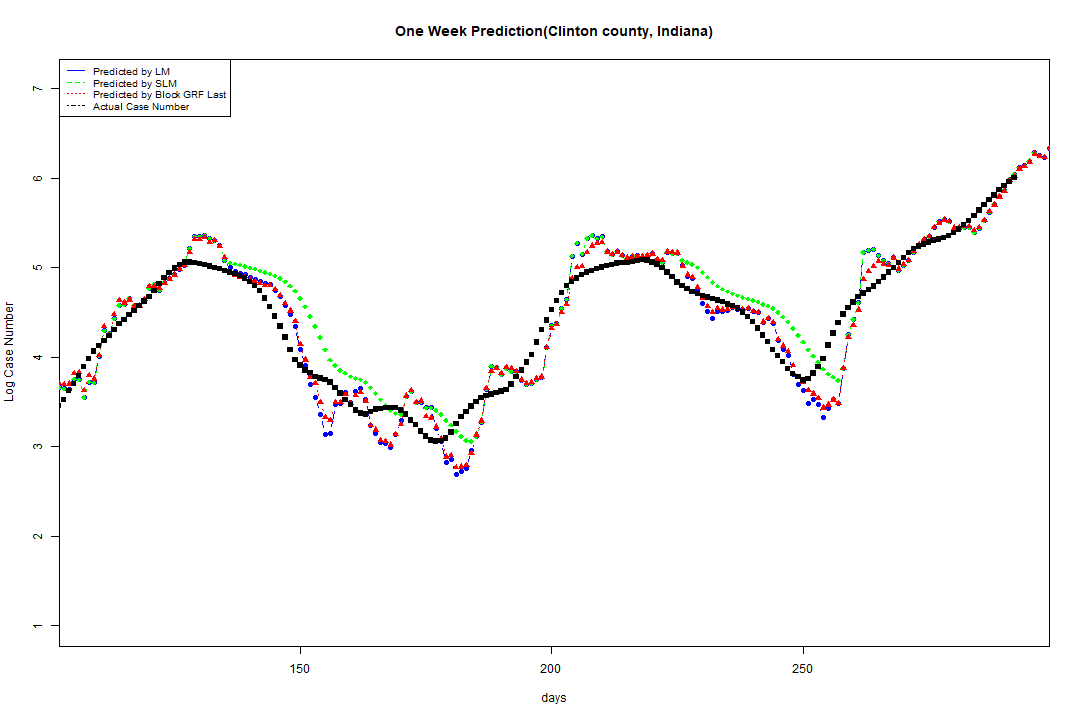 One Week Prediction(Clinton county, Indiana)
Predicted by LM
Predicted by SLM
Predicted by Block GRF Last
Actual Case Number
7
6
5
4
3
2
1
Log Case Number
150
200
250
days